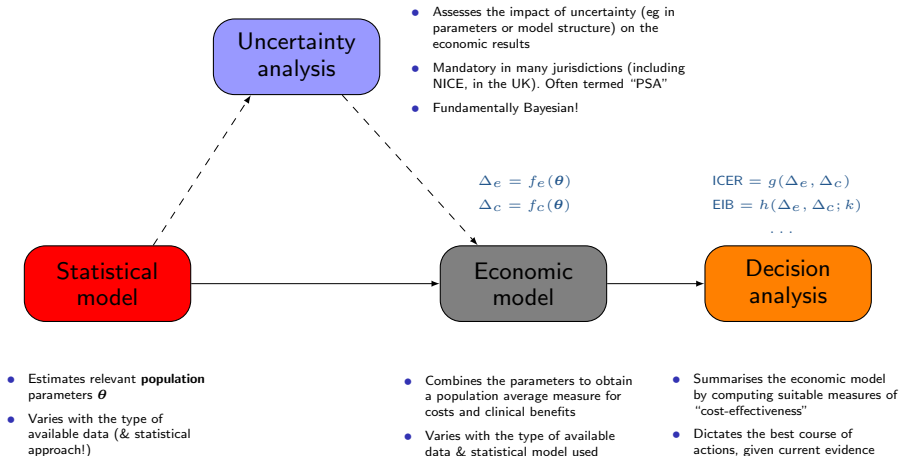 Uncertainty
analysis
• Assesses the impact of uncertainty (eg in
parameters or model structure) on the
economic results
• Mandatory in many jurisdictions (including
NICE, in the UK). Often termed “PSA”
• Fundamentally Bayesian!
Δe = fe(θ)
Δc = fc(θ)
ICER = g(Δe, Δc)
EIB = h(Δe, Δc; k)
. . .
Statistical
model
Economic
model
Decision
analysis
• Estimates relevant population
parameters θ
• Varies with the type of
available data (& statistical
approach!)
• Combines the parameters to obtain
a population average measure for
costs and clinical benefits
• Varies with the type of available
data & statistical model used
• Summarises the economic model
by computing suitable measures of
“cost-effectiveness”
• Dictates the best course of
actions, given current evidence